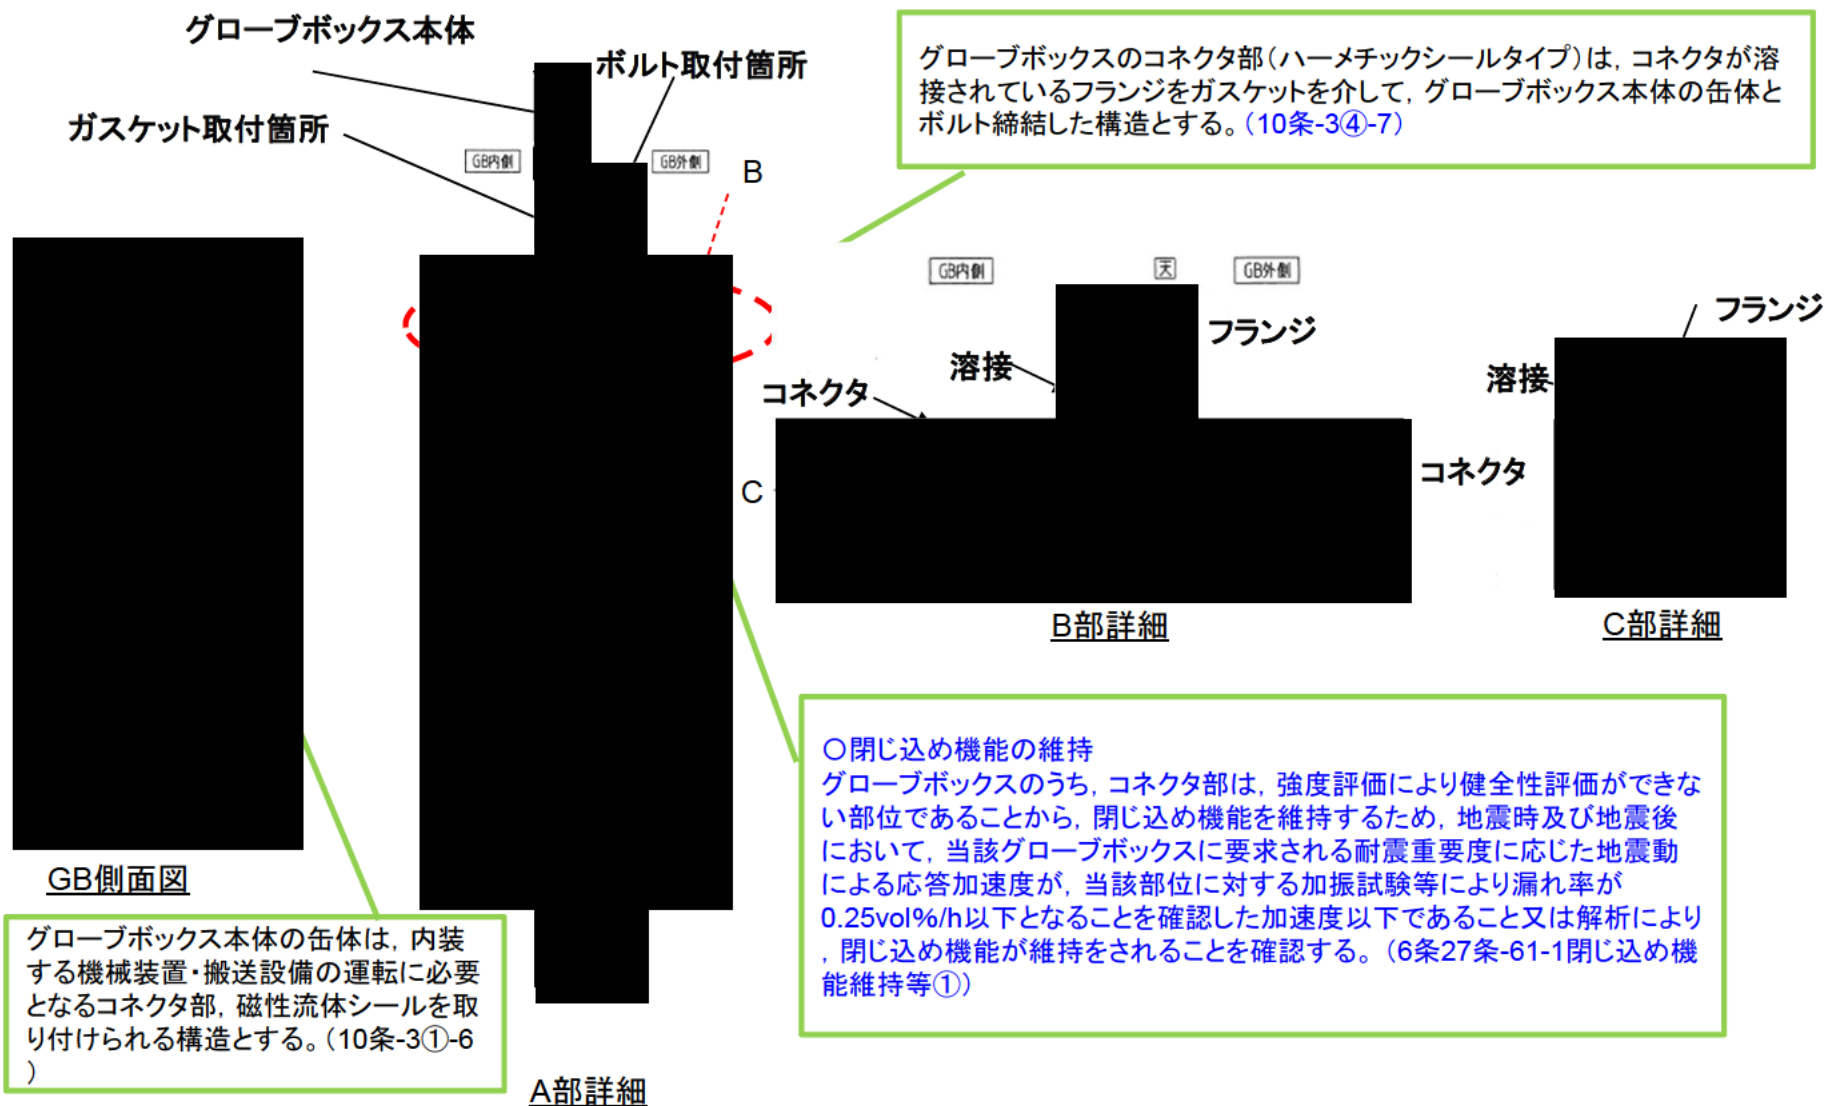 グローブボックス本体
ボルト取付箇所
ガスケット取付箇所
GB内側
GB外側
B
グローブボックスのコネクタ部（ハーメチックシールタイプ）は，コネクタが溶
接されているフランジをガスケットを介して，グローブボックス本体の缶体と
ボルト締結した構造とする。（10条-3④-7）
GB内側
天
GB外側
フランジ
溶接
コネクタ
C
コネクタ
B部詳細
フランジ
溶接
C部詳細
GB側面図
グローブボックス本体の缶体は，内装
する機械装置・搬送設備の運転に必要
となるコネクタ部，磁性流体シールを取
り付けられる構造とする。（10条-3①-6
）
A部詳細
〇閉じ込め機能の維持
グローブボックスのうち，コネクタ部は，強度評価により健全性評価ができな
い部位であることから，閉じ込め機能を維持するため，地震時及び地震後
において，当該グローブボックスに要求される耐震重要度に応じた地震動
による応答加速度が，当該部位に対する加振試験等により漏れ率が
0.25vol%/h以下となることを確認した加速度以下であること又は解析により
，閉じ込め機能が維持をされることを確認する。（6条27条-61-1閉じ込め機
能維持等①）